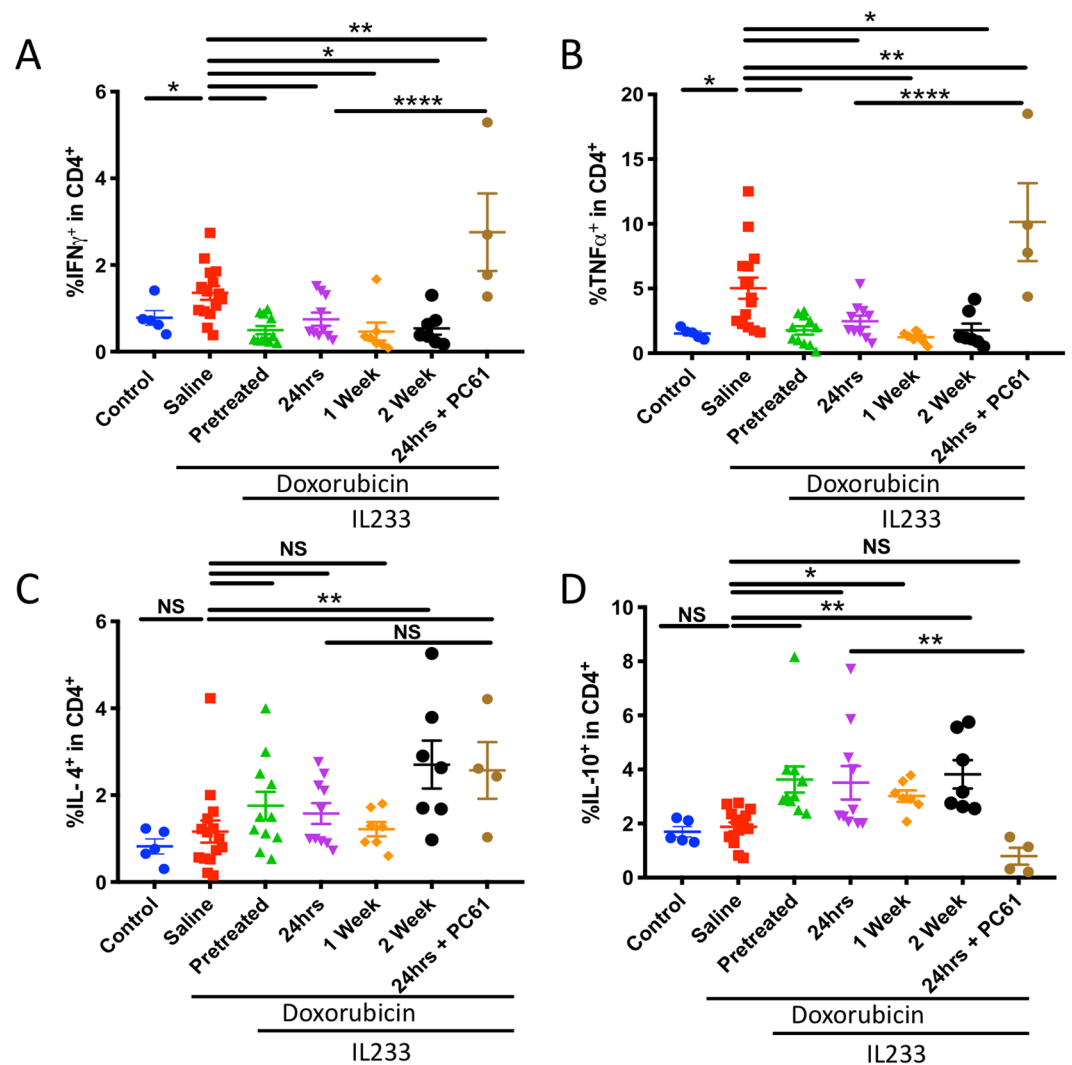 A
**
*
*
****
%IFNγ+ in CD4+
6
4
2
0
Control
Saline
Pretreated
24hrs
1 Week
2 Week
24hrs + PC61
Doxorubicin
IL233
B
*
**
*
****
%TNFα+ in CD4+
20
15
10
5
0
Control
Saline
Pretreated
24hrs
1 Week
2 Week
24hrs + PC61
Doxorubicin
IL233
C
NS
**
NS
NS
%IL- 4+ in CD4+
6
4
2
0
Control
Saline
Pretreated
24hrs
1 Week
2 Week
24hrs + PC61
Doxorubicin
IL233
D
NS
*
**
NS
**
%IL-10+ in CD4+
10
8
6
4
2
0
Control
Saline
Pretreated
24hrs
1 Week
2 Week
24hrs + PC61
Doxorubicin
IL233